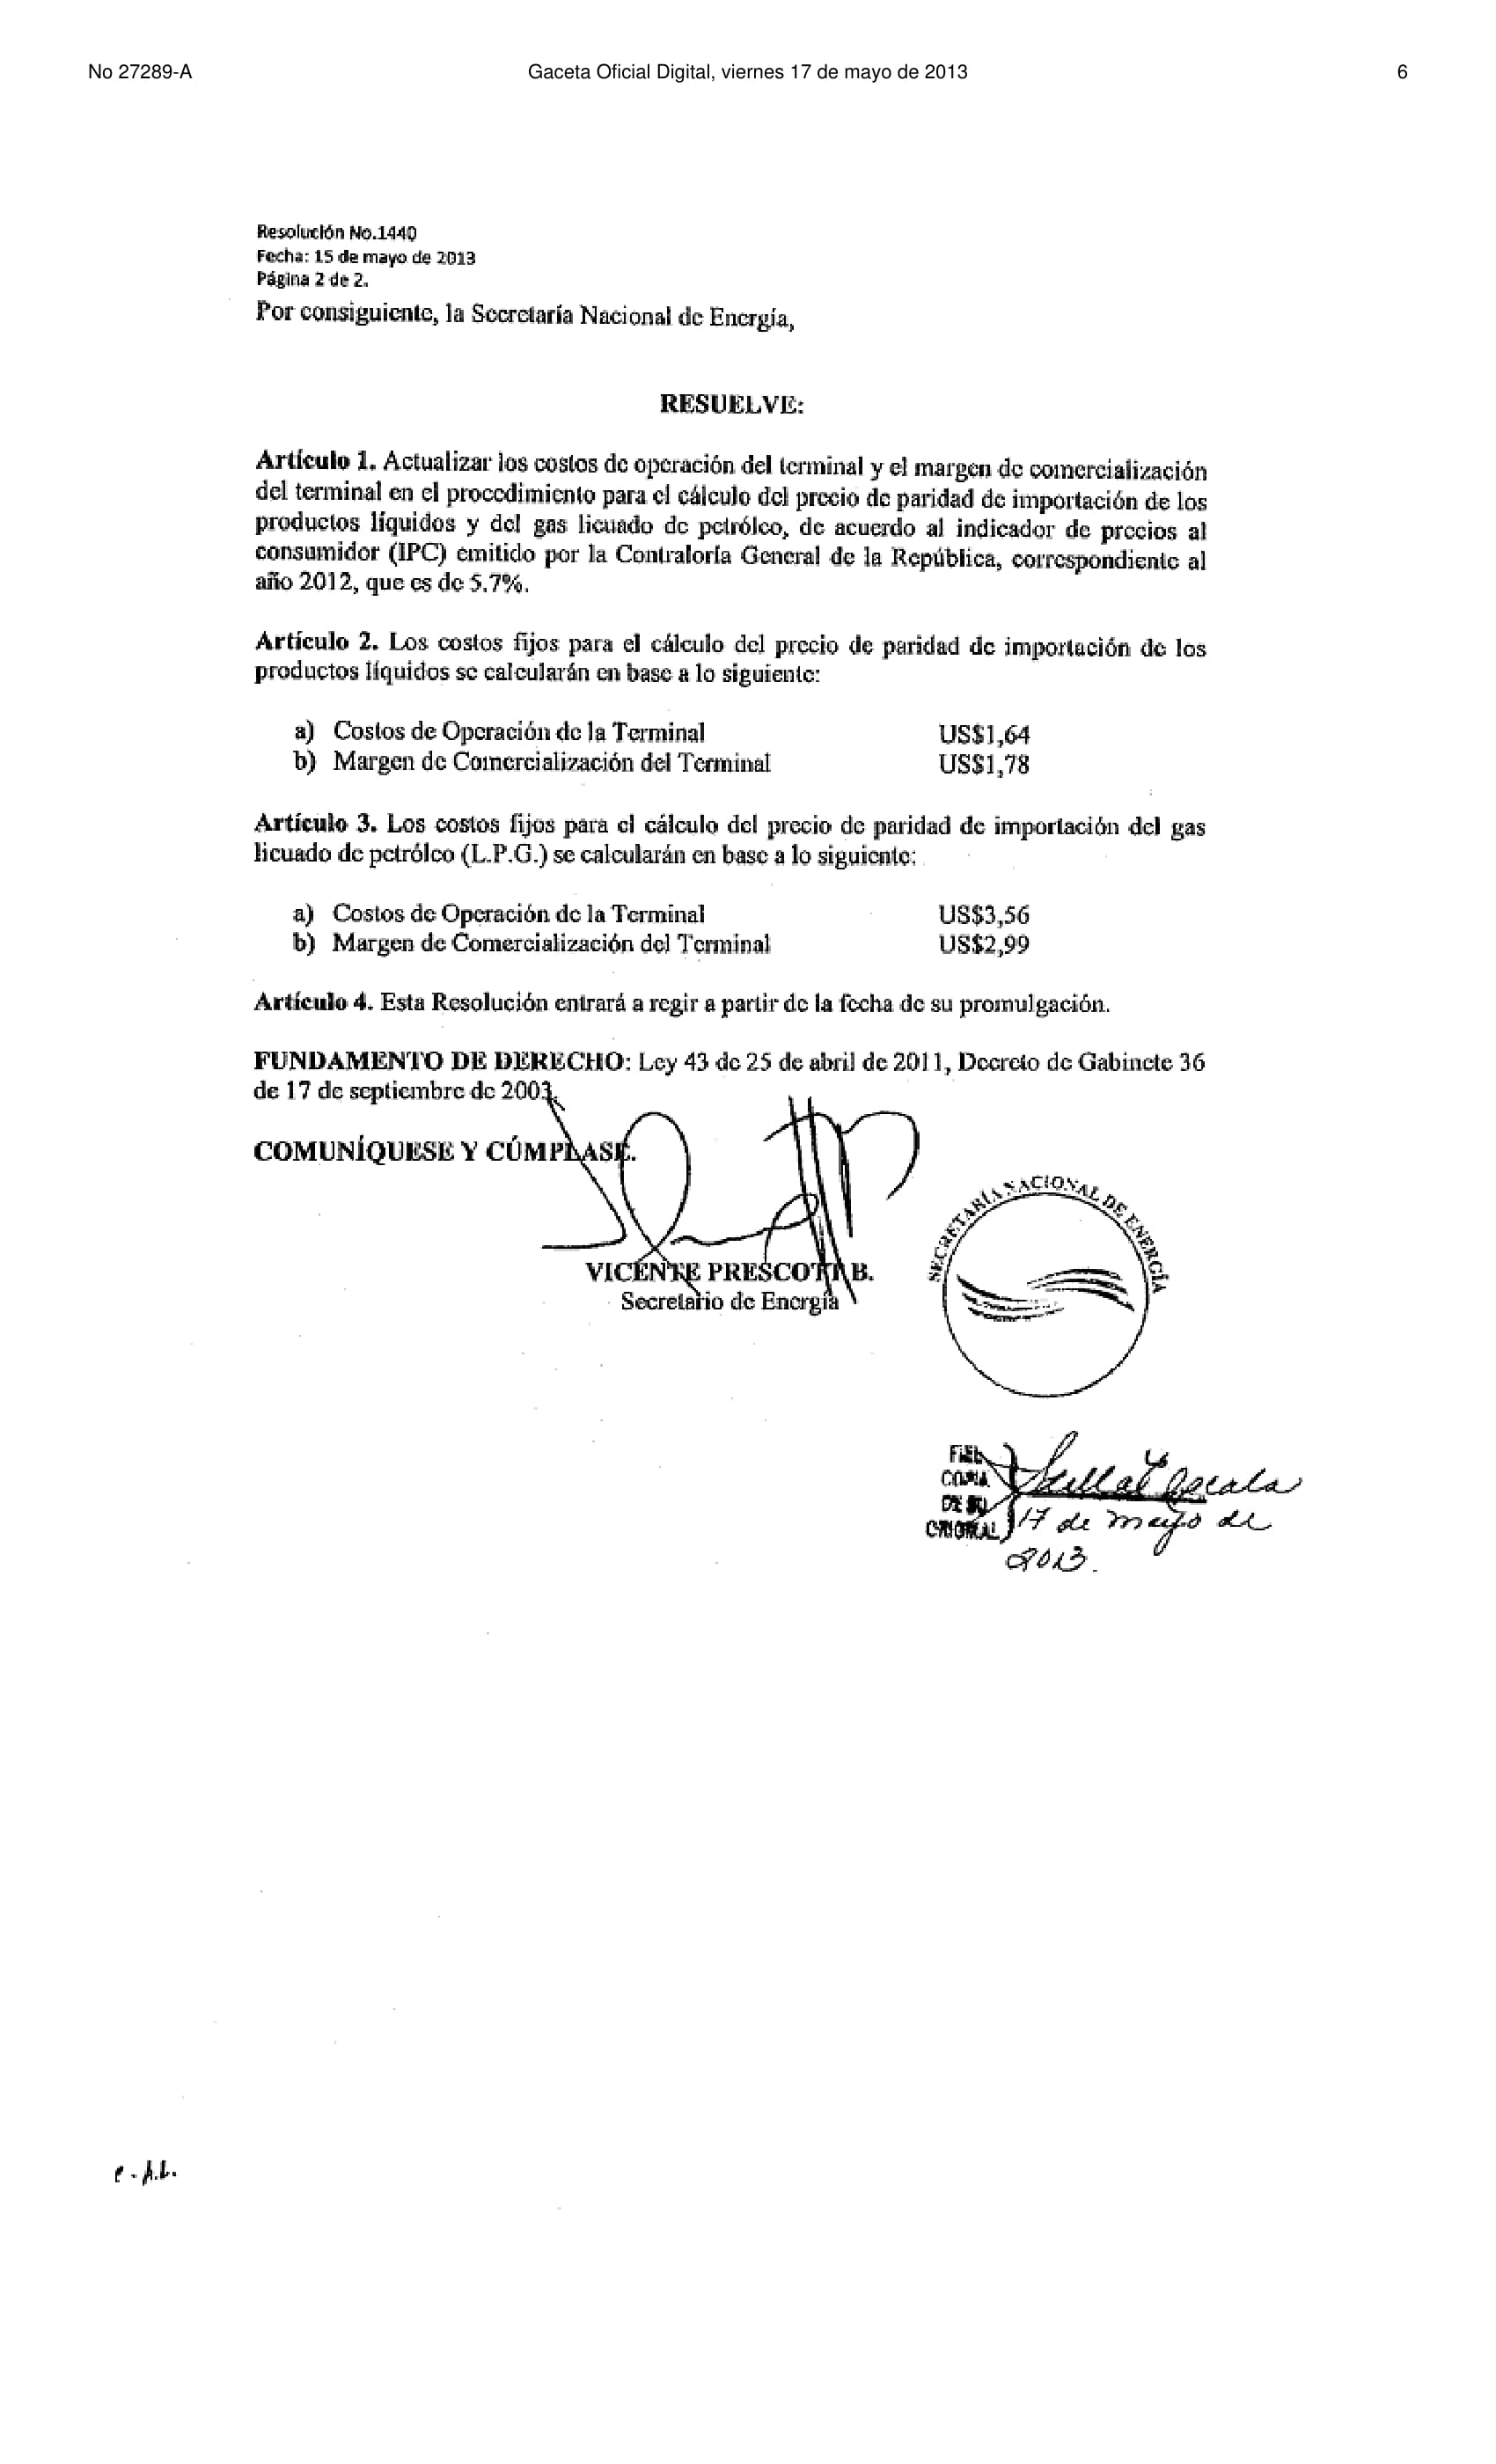 No 27289-A Gaceta Oficial Digital, viernes 17 de mayo de 2013 6
Resolución No.1440
Fecha: 15 de mayo de 2013
Página 2 de 2.
Por consiguiente, la Secretaría Nacional de Energía,
RESUELVE:
Artículo 1. Actualizar los costos de operación del terminal y el margen de comercialización
del terminal en el procedimiento para el cálculo del precio de paridad de importación de los
productos líquidos y del gas licuado de petróleo, de acuerdo al indicador de precios al
consumidor (IPC) emitido por la Contraloría General de la República, correspondiente al
año 2012, que es de 5.7%.
Artículo 2. Los costos fijos para el cálculo del precio de paridad de importación de los
productos líquidos se calcularán en base a lo siguiente:
a) Costos de Operación de la Terminal US$1,64
b) Margen de Comercialización del Terminal US$1,78
Artículo 3. Los costos fijos para el cálculo del precio de paridad de importación del gas
licuado de petróleo (L.P.G.) se calcularán en base a lo siguiente:
a) Costos de Operación de la Terminal US$3,56
b) Margen de Comercialización del Terminal US$2,99
Artículo 4. Esta Resolución entrará a regir a partir de la fecha de su promulgación.
FUNDAMENTO DE DERECHO: Ley 43 de 25 de abril de 2011, Decreto de Gabinete 36
de 17 de septiembre de 2003.
COMUNÍQUESE Y CÚMPLASE.
VICENTE PRESCOTT B.
Secretario de Energía
SECRETARÍA NACIONAL DE ENERGÍA
FIEL
COPIA
DE SU
ORIGINAL
17 de mayo de
2013.